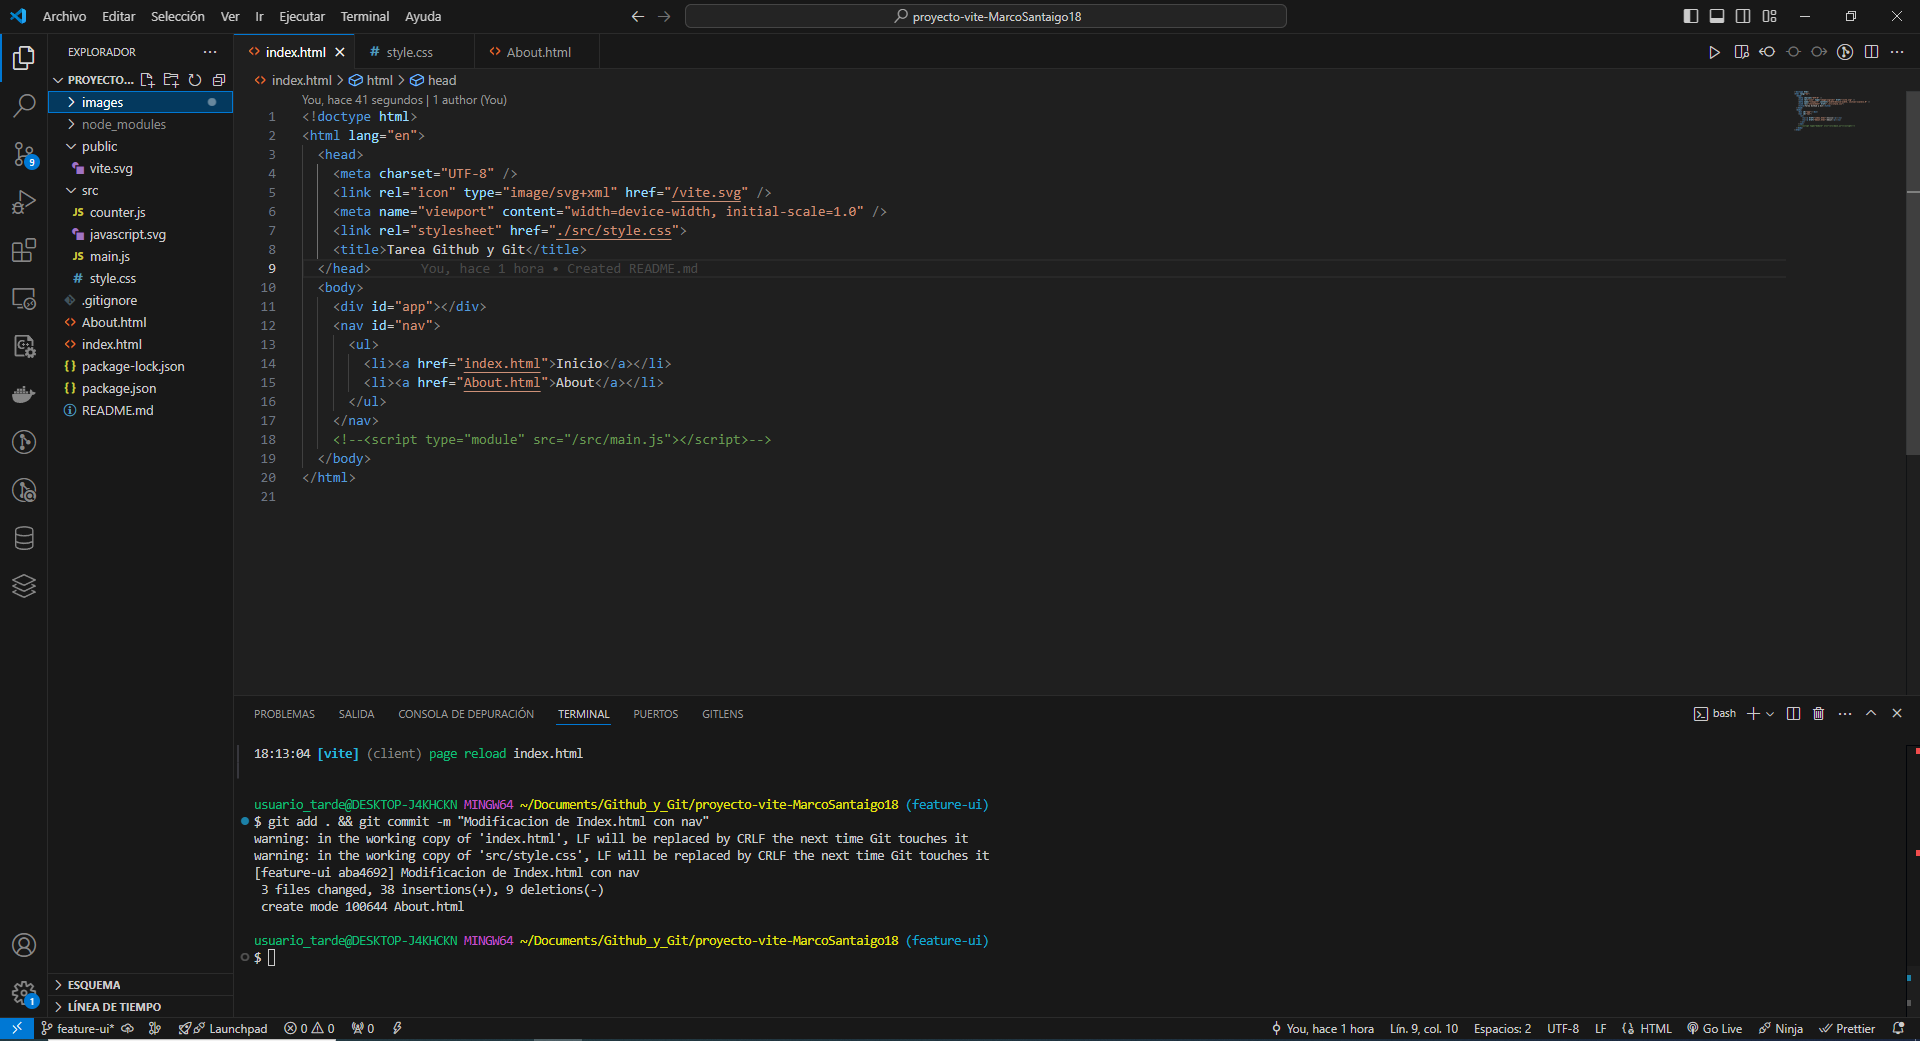 Archivo Editar Selección Ver Ir Ejecutar Terminal Ayuda
proyecto-vite-MarcoSantaigo18
EXPLORADOR
PROYECTO...
images
node_modules
public
vite.svg
src
JS counter.js
javascript.svg
JS main.js
# style.css
.gitignore
<> About.html
<> index.html
{} package-lock.json
{} package.json
README.md
ESQUEMA
LÍNEA DE TIEMPO
9
1
<> index.html
# style.css
<> About.html
<> index.html > html > head
You, hace 41 segundos | 1 author (You)
1 <!doctype html>
2 <html lang="en">
3 <head>
4 <meta charset="UTF-8" />
5 <link rel="icon" type="image/svg+xml" href="/vite.svg" />
6 <meta name="viewport" content="width=device-width, initial-scale=1.0" />
7 <link rel="stylesheet" href="./src/style.css">
8 <title>Tarea Github y Git</title>
9 </head> You, hace 1 hora • Created README.md
10 <body>
11 <div id="app"></div>
12 <nav id="nav">
13 <ul>
14 <li><a href="index.html">Inicio</a></li>
15 <li><a href="About.html">About</a></li>
16 </ul>
17 </nav>
18 <!--<script type="module" src="/src/main.js"></script>-->
19 </body>
20 </html>
21
PROBLEMAS SALIDA CONSOLA DE DEPURACIÓN TERMINAL PUERTOS GITLENS
bash
18:13:04 [vite] (client) page reload index.html
usuario_tarde@DESKTOP-J4KHCKN MINGW64 ~/Documents/Github_y_Git/proyecto-vite-MarcoSantaigo18 (feature-ui)
$ git add . && git commit -m "Modificacion de Index.html con nav"
warning: in the working copy of 'index.html', LF will be replaced by CRLF the next time Git touches it
warning: in the working copy of 'src/style.css', LF will be replaced by CRLF the next time Git touches it
[feature-ui aba4692] Modificacion de Index.html con nav
3 files changed, 38 insertions(+), 9 deletions(-)
create mode 100644 About.html
usuario_tarde@DESKTOP-J4KHCKN MINGW64 ~/Documents/Github_y_Git/proyecto-vite-MarcoSantaigo18 (feature-ui)
$
feature-ui* Launchpad 0 0 0 You, hace 1 hora Lín. 9, col. 10 Espacios: 2 UTF-8 LF HTML Go Live Ninja Prettier